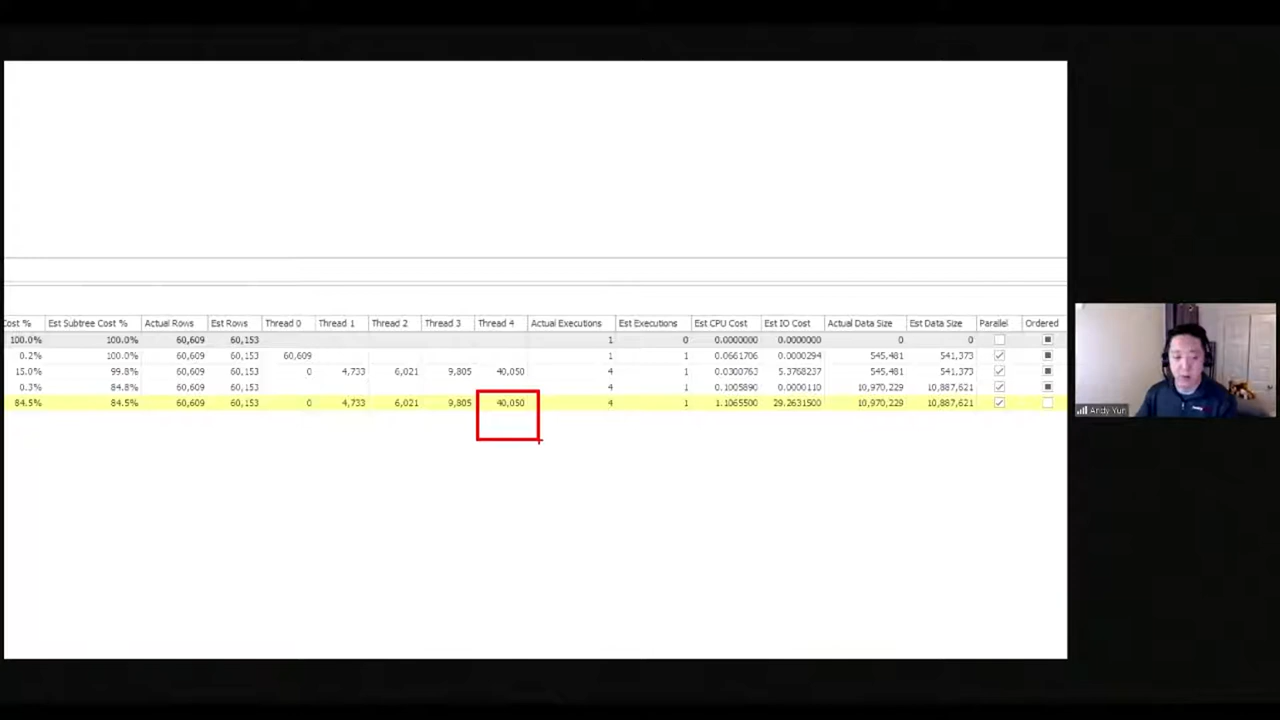 Cost % Est Subtree Cost % Actual Rows Est Rows Thread 0 Thread 1 Thread 2 Thread 3 Thread 4 Actual Executions Est Executions Est CPU Cost Est IO Cost Actual Data Size Est Data Size Parallel Ordered
100.0% 100.0% 60,609 60,153 1 0 0.0000000 0.0000000 0 0
0.2% 100.0% 60,609 60,153 60,609 1 1 0.0661706 0.0000294 545,481 541,373
15.0% 99.8% 60,609 60,153 0 4,733 6,021 9,805 40,050 4 1 0.0300763 5.3768237 545,481 541,373
0.3% 84.8% 60,609 60,153 4 1 0.1005890 0.0000110 10,970,229 10,887,621
84.5% 84.5% 60,609 60,153 0 4,733 6,021 9,805 40,050 4 1 1.1065500 29.2631500 10,970,229 10,887,621
Andy Yun